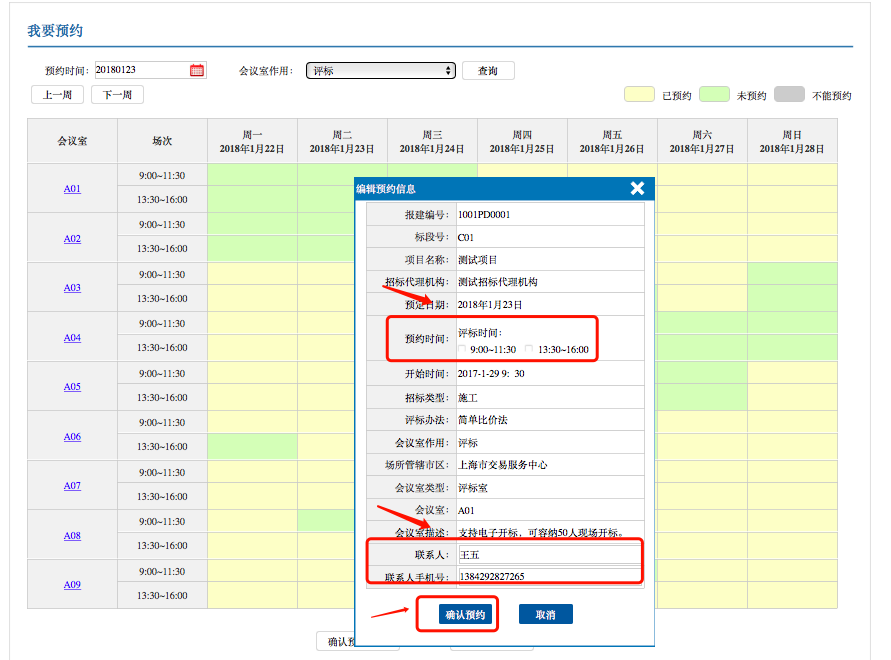 我要预约
预约时间： 20180123 会议室作用： 评标 查询
上一周 下一周 已预约 未预约 不能预约
会议室 场次 周一 周二 周三 周四 周五 周六 周日
2018年1月22日 2018年1月23日 2018年1月24日 2018年1月25日 2018年1月26日 2018年1月27日 2018年1月28日
A01 9:00~11:30
13:30~16:00
A02 9:00~11:30
13:30~16:00
A03 9:00~11:30
13:30~16:00
A04 9:00~11:30
13:30~16:00
A05 9:00~11:30
13:30~16:00
A06 9:00~11:30
13:30~16:00
A07 9:00~11:30
13:30~16:00
A08 9:00~11:30
13:30~16:00
A09 9:00~11:30
13:30~16:00
确认预
编辑预约信息
报建编号： 1001PD0001
标段号： C01
项目名称： 测试项目
招标代理机构： 测试招标代理机构
预定日期： 2018年1月23日
预约时间： 评标时间：
9:00~11:30 13:30~16:00
开始时间： 2017-1-29 9：30
招标类型： 施工
评标办法： 简单比价法
会议室作用： 评标
场所管辖市区： 上海市交易服务中心
会议室类型： 评标室
会议室： A01
会议室描述： 支持电子开标，可容纳50人现场开标。
联系人： 王五
联系人手机号： 1384292827265
确认预约 取消